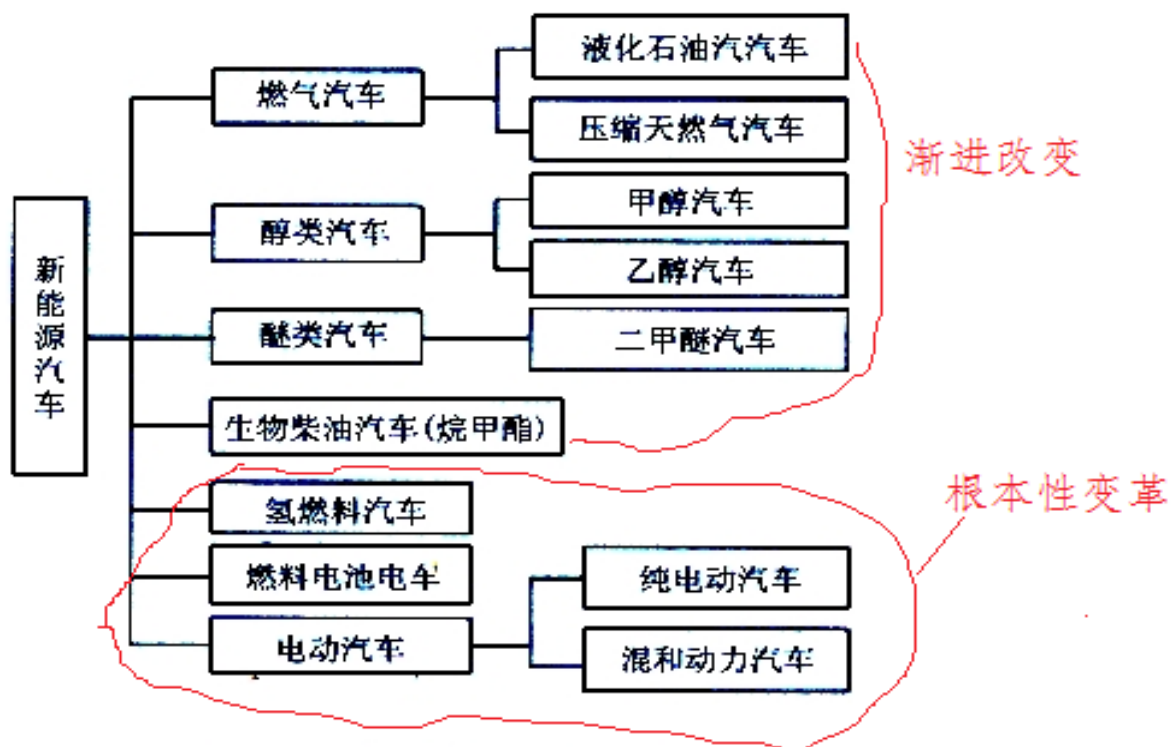 新能源汽车
燃气汽车
液化石油汽汽车
压缩天然气汽车
醇类汽车
甲醇汽车
乙醇汽车
醚类汽车
二甲醚汽车
生物柴油汽车(烷甲酯)
氢燃料汽车
燃料电池电车
电动汽车
纯电动汽车
混和动力汽车
渐进改变
根本性变革